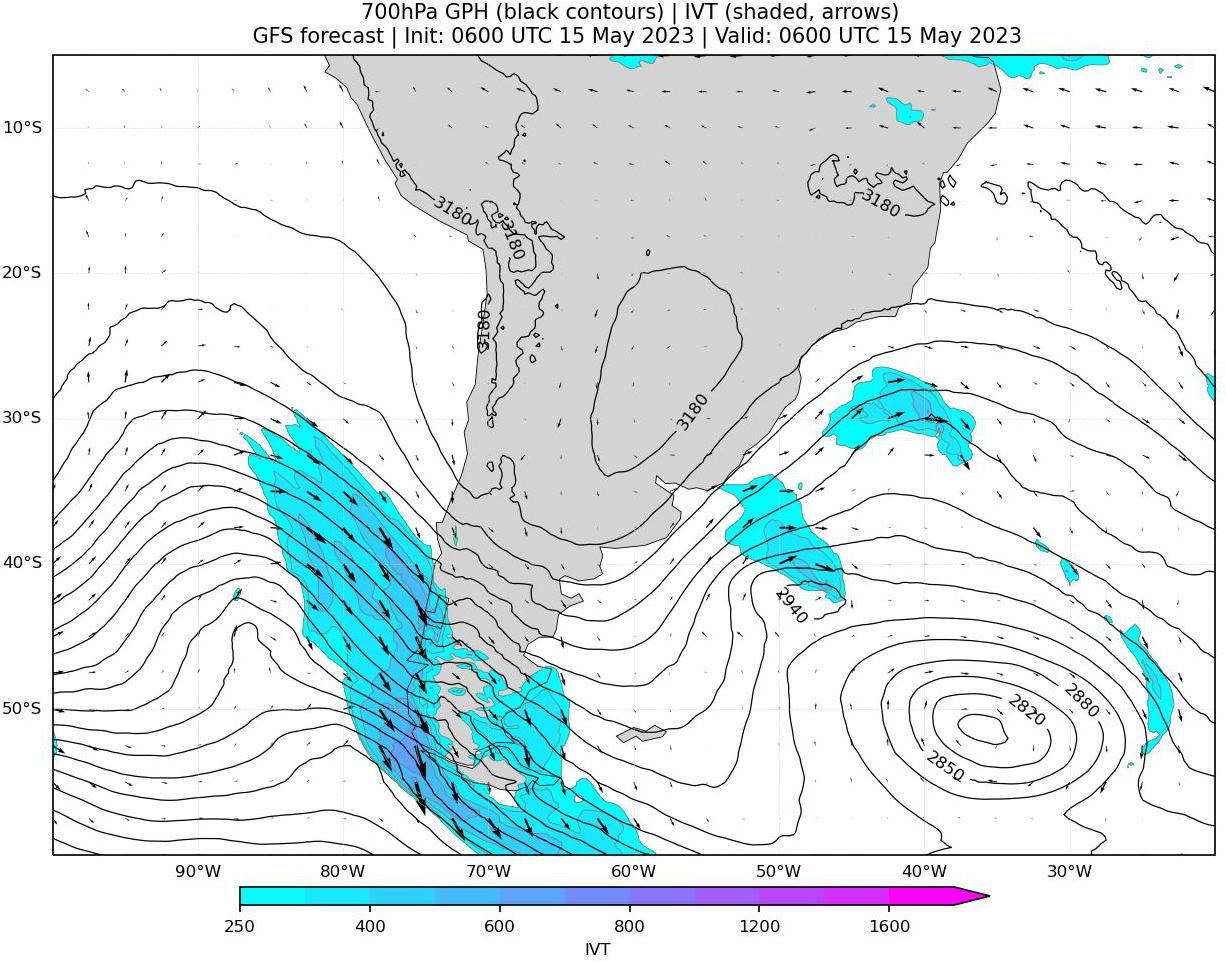 700hPa GPH (black contours) | IVT (shaded, arrows)
GFS forecast | Init: 0600 UTC 15 May 2023 | Valid: 0600 UTC 15 May 2023
10°S
3180
3180
3180
20°S
3180
30°S
3180
40°S
2940
50°S
2880
2820
2850
90°W
80°W
70°W
60°W
50°W
40°W
30°W
250
400
600
800
1200
1600
IVT